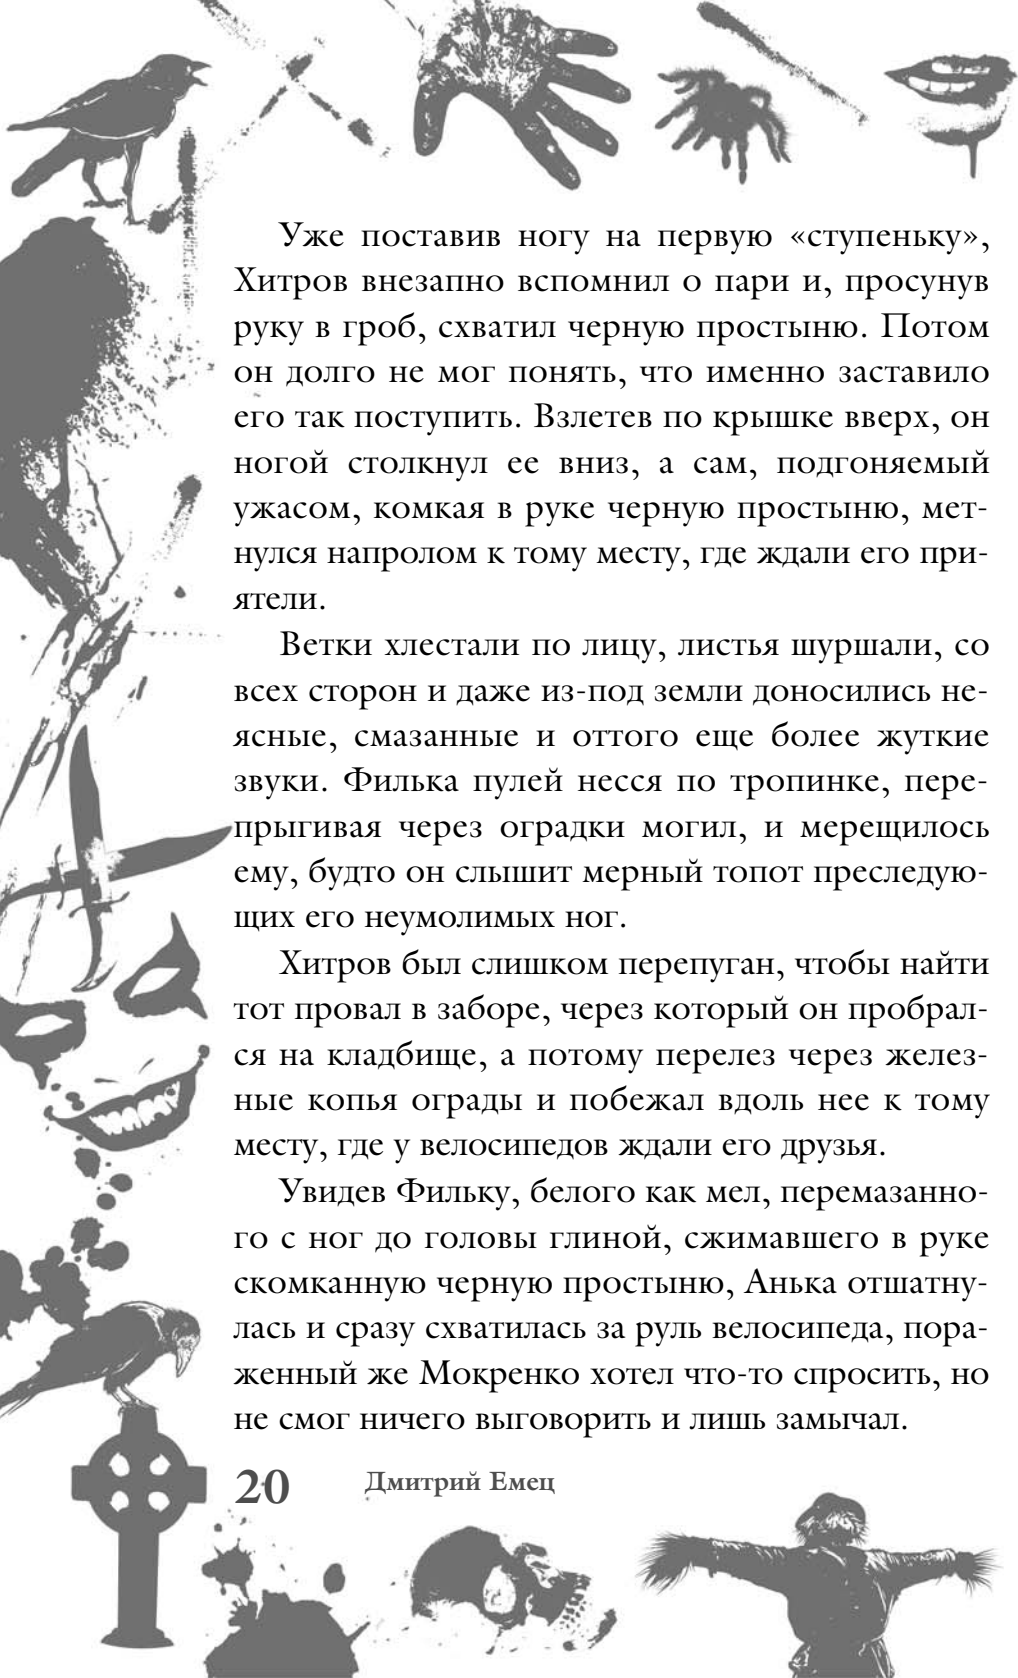 Уже поставив ногу на первую «ступеньку»,
Хитров внезапно вспомнил о пари и, просунув
руку в гроб, схватил черную простыню. Потом
он долго не мог понять, что именно заставило
его так поступить. Взлетев по крышке вверх, он
ногой столкнул ее вниз, а сам, подгоняемый
ужасом, комкая в руке черную простыню, мет-
нулся напролом к тому месту, где ждали его при-
ятели.
Ветки хлестали по лицу, листья шуршали, со
всех сторон и даже из-под земли доносились не-
ясные, смазанные и оттого еще более жуткие
звуки. Филька пулей несся по тропинке, пере-
прыгивая через оградки могил, и мерещилось
ему, будто он слышит мерный топот преследую-
щих его неумолимых ног.
Хитров был слишком перепуган, чтобы найти
тот провал в заборе, через который он пробрал-
ся на кладбище, а потому перелез через желез-
ные копья ограды и побежал вдоль нее к тому
месту, где у велосипедов ждали его друзья.
Увидев Фильку, белого как мел, перемазанно-
го с ног до головы глиной, сжимавшего в руке
скомканную черную простыню, Анька отшатну-
лась и сразу схватилась за руль велосипеда, пора-
женный же Мокренко хотел что-то спросить, но
не смог ничего выговорить и лишь замычал.
20 Дмитрий Емец